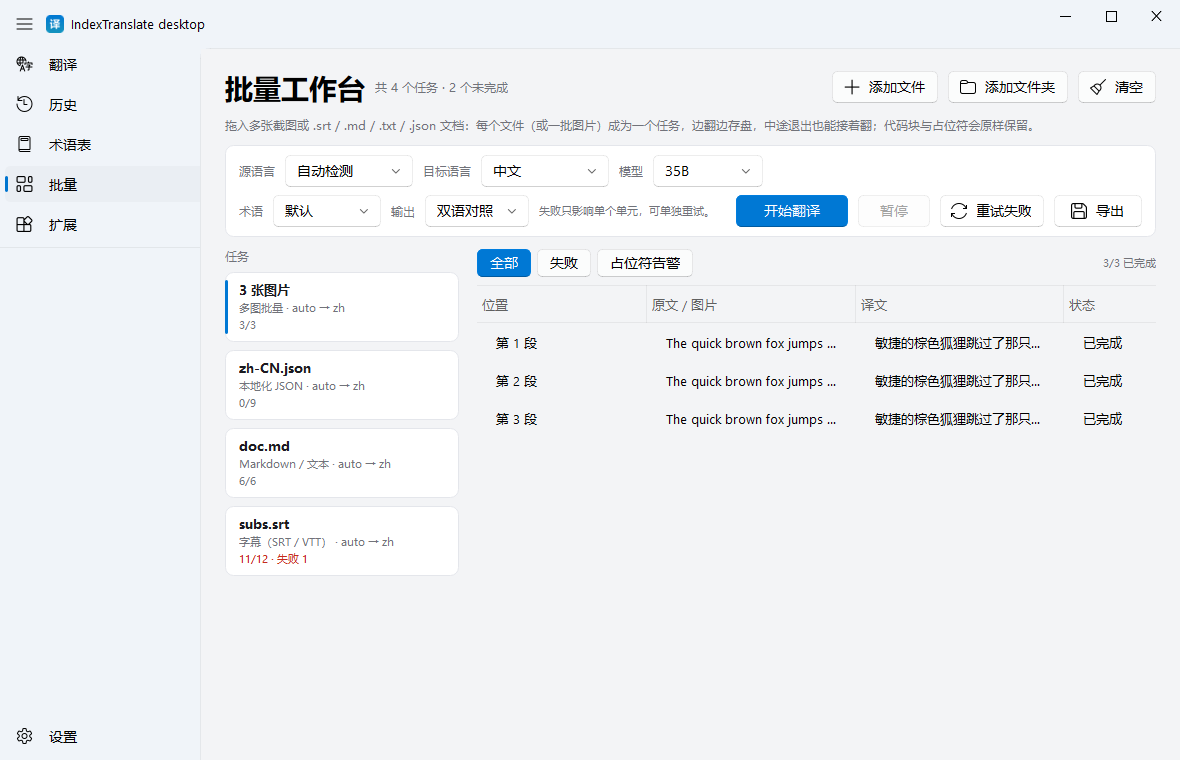 译 IndexTranslate desktop
翻译
历史
术语表
批量
扩展
设置
批量工作台 共 4 个任务 · 2 个未完成
添加文件 添加文件夹 清空
拖入多张截图或 .srt / .md / .txt / .json 文档：每个文件（或一批图片）成为一个任务，边翻边存盘，中途退出也能接着翻；代码块与占位符会原样保留。
源语言 自动检测 目标语言 中文 模型 35B
术语 默认 输出 双语对照 失败只影响单个单元，可单独重试。 开始翻译 暂停 重试失败 导出
任务
3 张图片
多图批量 · auto → zh
3/3
zh-CN.json
本地化 JSON · auto → zh
0/9
doc.md
Markdown / 文本 · auto → zh
6/6
subs.srt
字幕（SRT / VTT） · auto → zh
11/12 · 失败 1
全部 失败 占位符告警 3/3 已完成
位置 原文 / 图片 译文 状态
第 1 段 The quick brown fox jumps ... 敏捷的棕色狐狸跳过了那只... 已完成
第 2 段 The quick brown fox jumps ... 敏捷的棕色狐狸跳过了那只... 已完成
第 3 段 The quick brown fox jumps ... 敏捷的棕色狐狸跳过了那只... 已完成